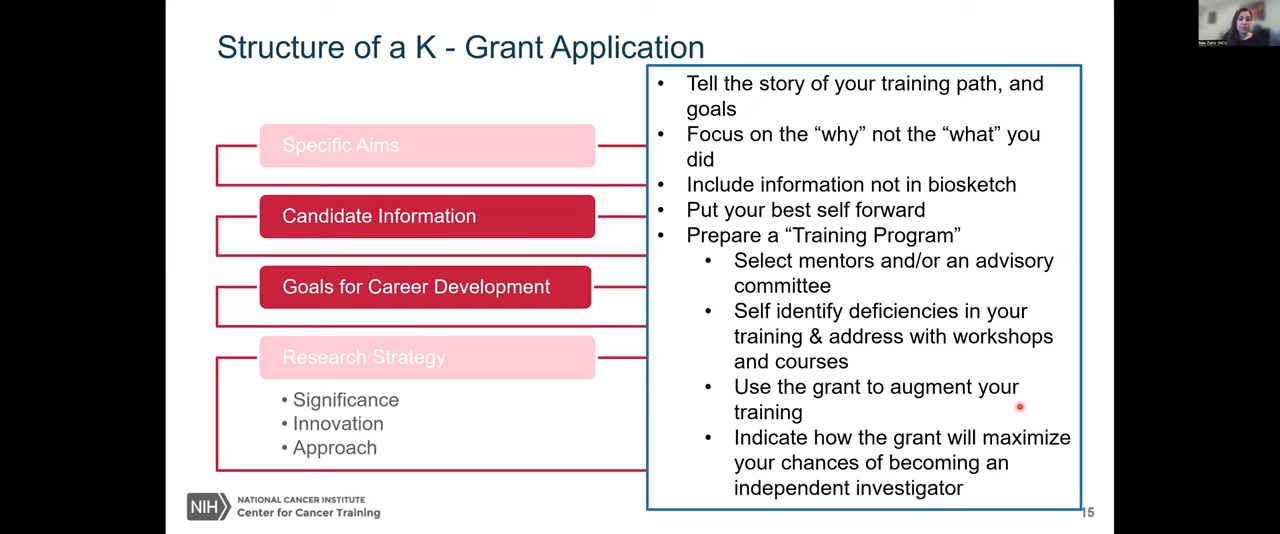 Structure of a K - Grant Application
Specific Aims
Candidate Information
Goals for Career Development
Research Strategy
• Significance
• Innovation
• Approach
• Tell the story of your training path, and
goals
• Focus on the “why” not the “what” you
did
• Include information not in biosketch
• Put your best self forward
• Prepare a “Training Program”
• Select mentors and/or an advisory
committee
• Self identify deficiencies in your
training & address with workshops
and courses
• Use the grant to augment your
training
• Indicate how the grant will maximize
your chances of becoming an
independent investigator
NIH
NATIONAL CANCER INSTITUTE
Center for Cancer Training
15
Nas Zahir (NCI)